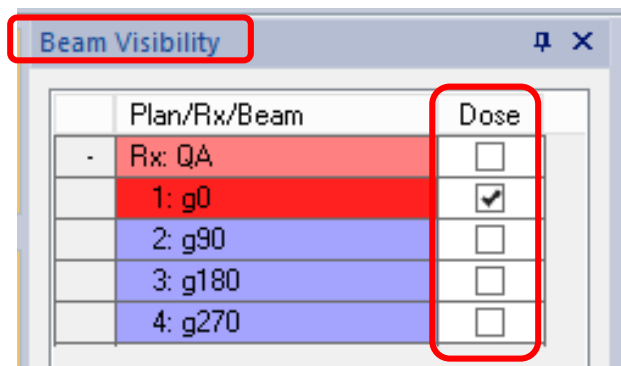 Beam Visibility
Plan/Rx/Beam Dose
- Rx: QA
1: g0
2: g90
3: g180
4: g270